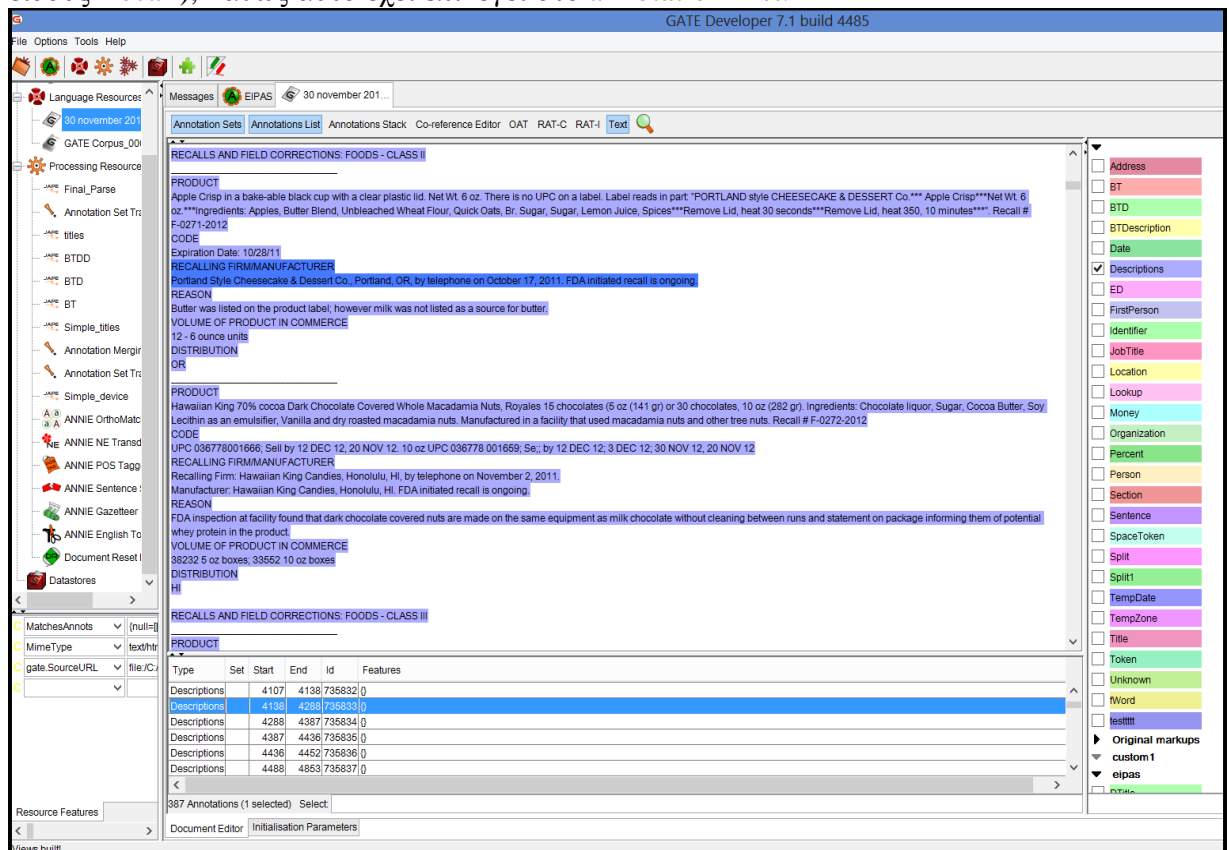 GATE Developer 7.1 build 4485
File Options Tools Help
Language Resources
30 november 201
GATE Corpus_00
Processing Resource
Final_Parse
Annotation Set Tra
titles
BTDD
BTD
BT
Simple_titles
Annotation Mergin
Annotation Set Tra
Simple_device
ANNIE OrthoMatc
ANNIE NE Transd
ANNIE POS Tagg
ANNIE Sentence
ANNIE Gazetteer
ANNIE English To
Document Reset
Datastores
MatchesAnnots {null=[
MimeType text/htr
gate.SourceURL file:/C:/
Resource Features
Views built!
Messages EIPAS 30 november 201...
Annotation Sets Annotations List Annotations Stack Co-reference Editor OAT RAT-C RAT-I Text
RECALLS AND FIELD CORRECTIONS: FOODS - CLASS II
PRODUCT
Apple Crisp in a bake-able black cup with a clear plastic lid. Net Wt. 6 oz. There is no UPC on a label. Label reads in part: "PORTLAND style CHEESECAKE & DESSERT Co.*** Apple Crisp***Net Wt. 6
oz.***Ingredients: Apples, Butter Blend, Unbleached Wheat Flour, Quick Oats, Br. Sugar, Sugar, Lemon Juice, Spices***Remove Lid, heat 30 seconds***Remove Lid, heat 350, 10 minutes***". Recall #
F-0271-2012
CODE
Expiration Date: 10/28/11
RECALLING FIRM/MANUFACTURER
Portland Style Cheesecake & Dessert Co., Portland, OR, by telephone on October 17, 2011. FDA initiated recall is ongoing.
REASON
Butter was listed on the product label; however milk was not listed as a source for butter.
VOLUME OF PRODUCT IN COMMERCE
12 - 6 ounce units
DISTRIBUTION
OR
PRODUCT
Hawaiian King 70% cocoa Dark Chocolate Covered Whole Macadamia Nuts, Royales 15 chocolates (5 oz (141 gr) or 30 chocolates, 10 oz (282 gr). Ingredients: Chocolate liquor, Sugar, Cocoa Butter, Soy
Lecithin as an emulsifier, Vanilla and dry roasted macadamia nuts. Manufactured in a facility that used macadamia nuts and other tree nuts. Recall # F-0272-2012
CODE
UPC 036778001666; Sell by 12 DEC 12, 20 NOV 12. 10 oz UPC 036778 001659; Se;; by 12 DEC 12; 3 DEC 12; 30 NOV 12, 20 NOV 12
RECALLING FIRM/MANUFACTURER
Recalling Firm: Hawaiian King Candies, Honolulu, HI, by telephone on November 2, 2011.
Manufacturer: Hawaiian King Candies, Honolulu, HI. FDA initiated recall is ongoing.
REASON
FDA inspection at facility found that dark chocolate covered nuts are made on the same equipment as milk chocolate without cleaning between runs and statement on package informing them of potential
whey protein in the product.
VOLUME OF PRODUCT IN COMMERCE
38232 5 oz boxes; 33552 10 oz boxes
DISTRIBUTION
HI
RECALLS AND FIELD CORRECTIONS: FOODS - CLASS III
PRODUCT
Type Set Start End Id Features
Descriptions 4107 4138 735832 {}
Descriptions 4138 4288 735833 {}
Descriptions 4288 4387 735834 {}
Descriptions 4387 4436 735835 {}
Descriptions 4436 4452 735836 {}
Descriptions 4488 4853 735837 {}
387 Annotations (1 selected) Select:
Document Editor Initialisation Parameters
Address
BT
BTD
BTDescription
Date
Descriptions
ED
FirstPerson
Identifier
JobTitle
Location
Lookup
Money
Organization
Percent
Person
Section
Sentence
SpaceToken
Split
Split1
TempDate
TempZone
Title
Token
Unknown
fWord
testtttt
Original markups
custom1
eipas